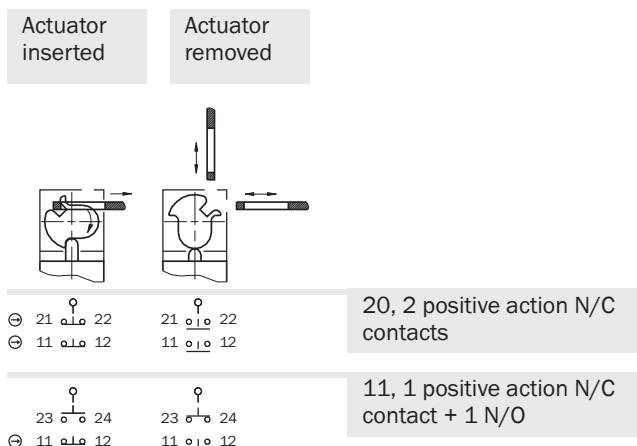 Actuator inserted
Actuator removed
21 22 21 22
11 12 11 12
20, 2 positive action N/C contacts
23 24 23 24
11 12 11 12
11, 1 positive action N/C contact + 1 N/O